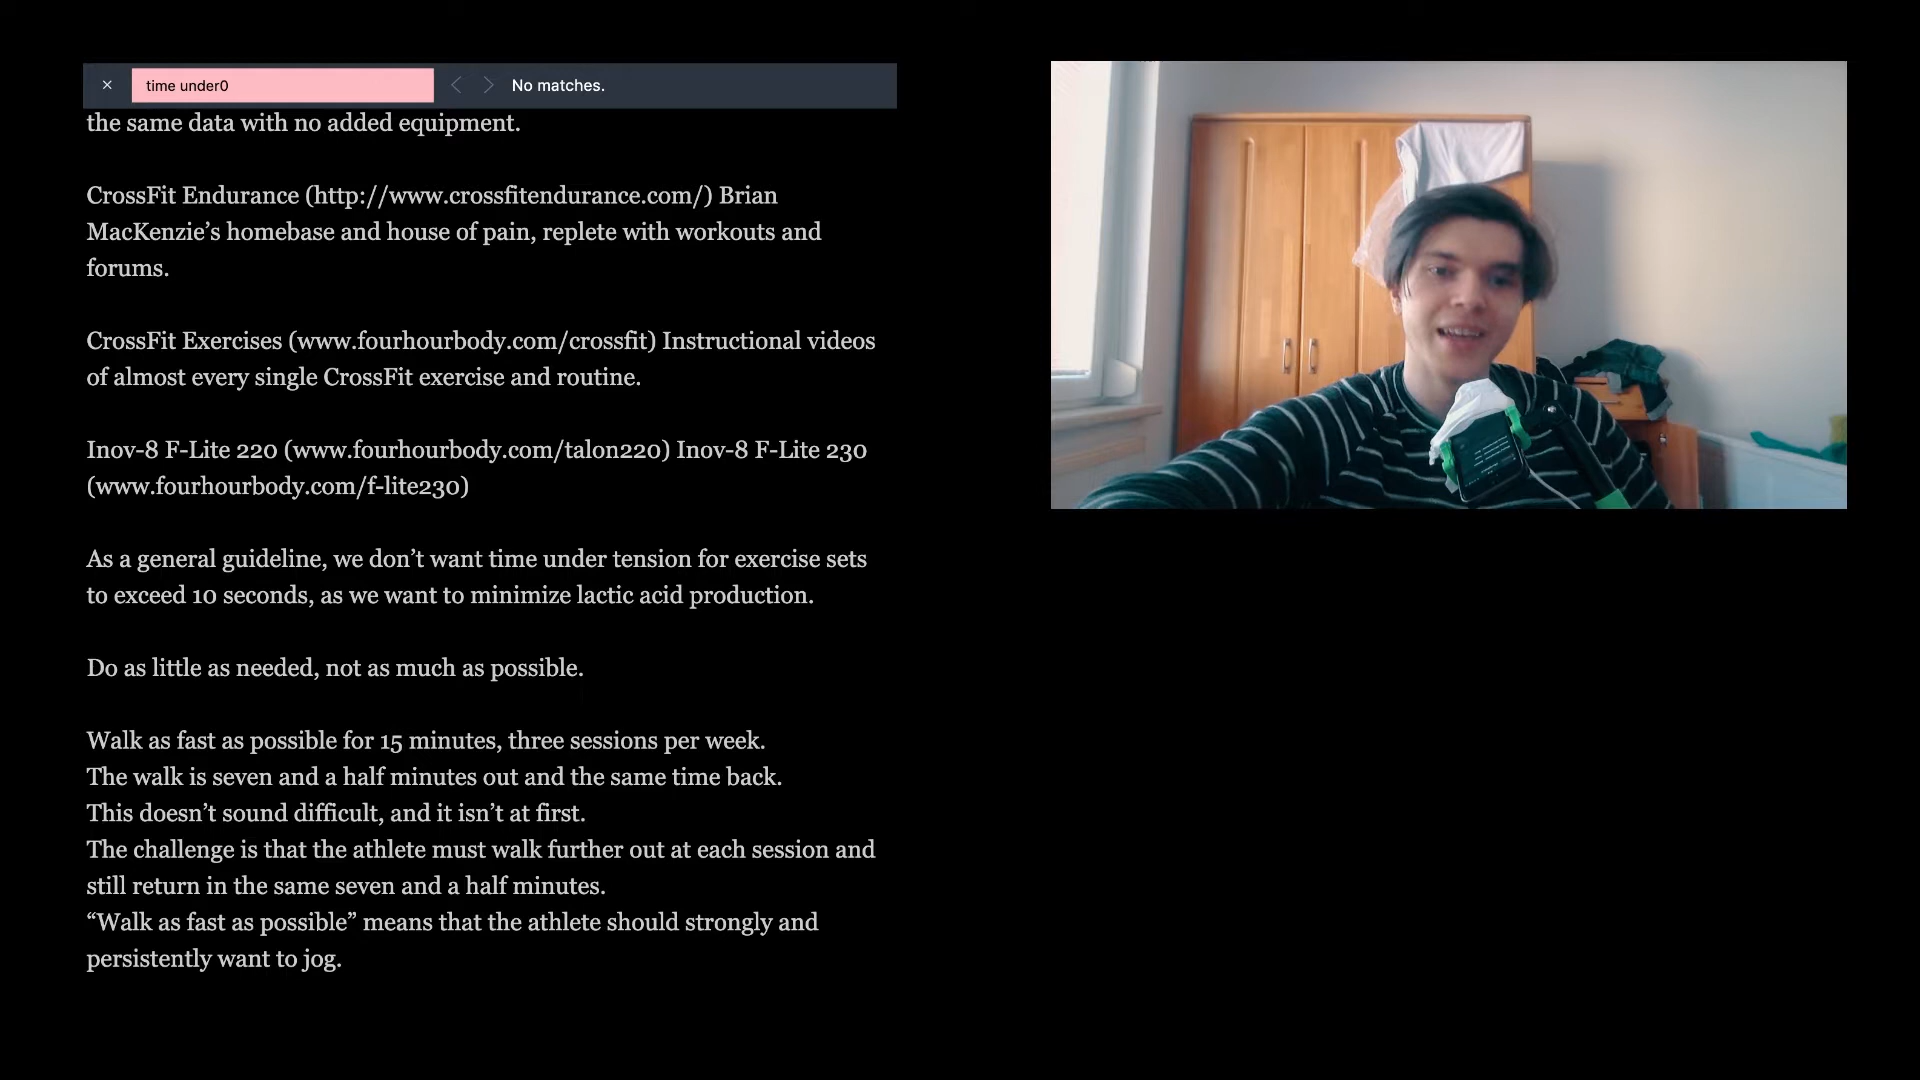 time under0
No matches.
the same data with no added equipment.
CrossFit Endurance (http://www.crossfitendurance.com/) Brian
MacKenzie’s homebase and house of pain, replete with workouts and
forums.
CrossFit Exercises (www.fourhourbody.com/crossfit) Instructional videos
of almost every single CrossFit exercise and routine.
Inov-8 F-Lite 220 (www.fourhourbody.com/talon220) Inov-8 F-Lite 230
(www.fourhourbody.com/f-lite230)
As a general guideline, we don’t want time under tension for exercise sets
to exceed 10 seconds, as we want to minimize lactic acid production.
Do as little as needed, not as much as possible.
Walk as fast as possible for 15 minutes, three sessions per week.
The walk is seven and a half minutes out and the same time back.
This doesn’t sound difficult, and it isn’t at first.
The challenge is that the athlete must walk further out at each session and
still return in the same seven and a half minutes.
“Walk as fast as possible” means that the athlete should strongly and
persistently want to jog.